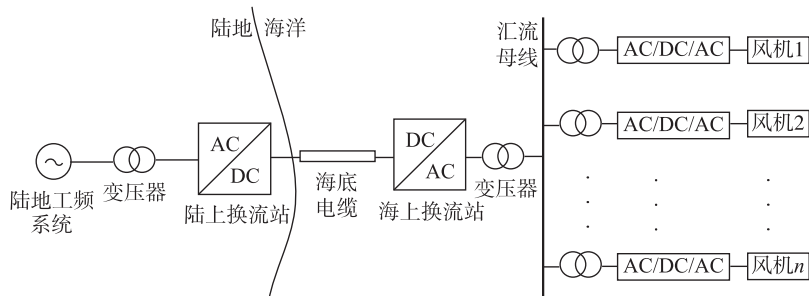 陆地 海洋
汇流
母线
AC/DC/AC
风机1
AC/DC/AC
风机2
AC
DC
DC
AC
陆地工频
系统
变压器
陆上换流站
海底
电缆
海上换流站
变压器
AC/DC/AC
风机n